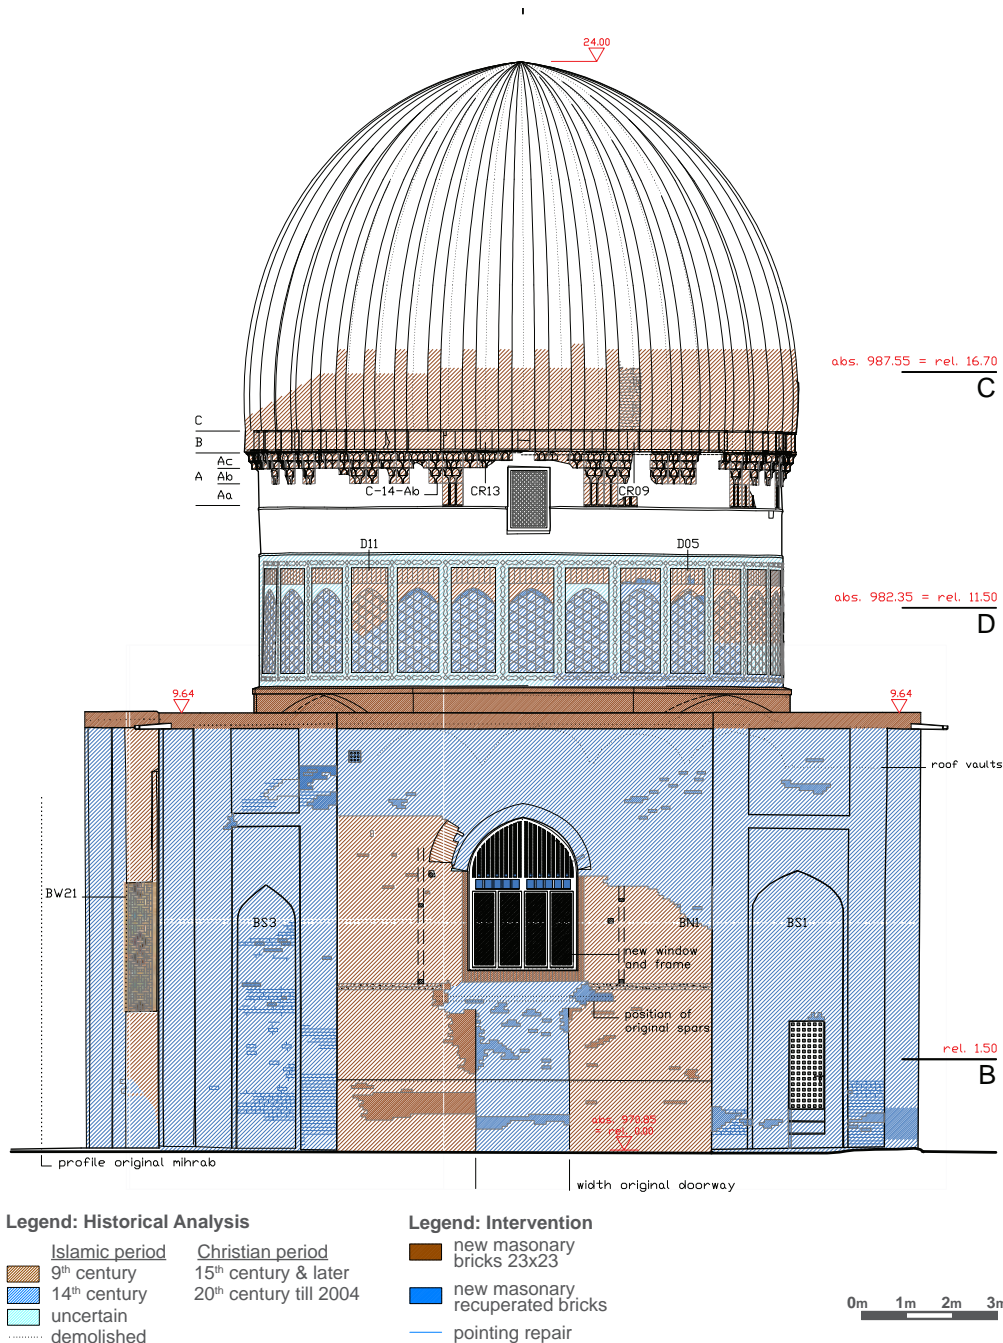 24.00
abs. 987.55 = rel. 16.70
C
C
B
Ac
A Ab
Aa
C-14-Ab
CR13
CR09
D11
D05
abs. 982.35 = rel. 11.50
D
9.64
9.64
roof vaults
BW21
BS3
BN1
BS1
new window
and frame
position of
original spars
rel. 1.50
B
abs. 970.85
= rel. 0.00
profile original mihrab
width original doorway
Legend: Historical Analysis
Islamic period Christian period
9th century 15th century & later
14th century 20th century till 2004
uncertain
demolished
Legend: Intervention
new masonary
bricks 23x23
new masonary
recuperated bricks
pointing repair
0m 1m 2m 3m